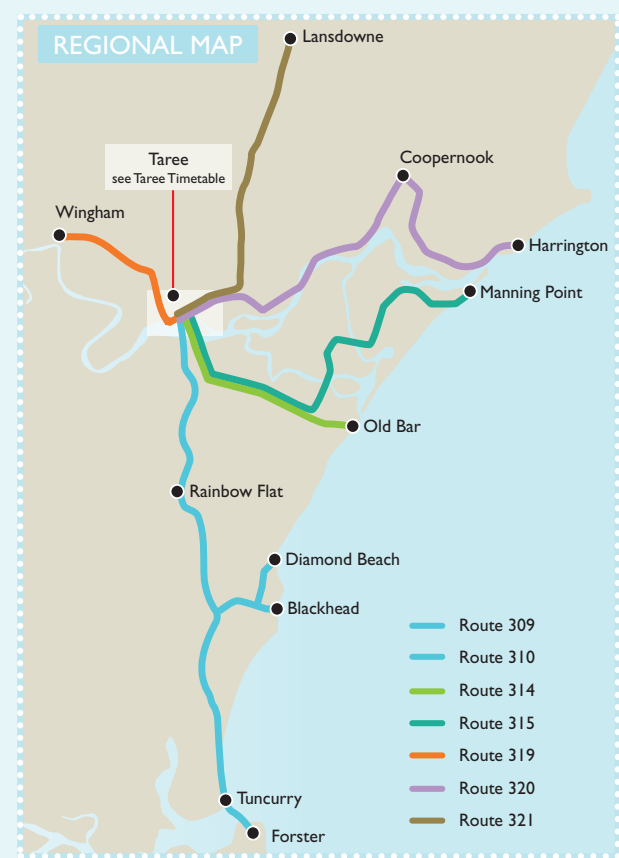 REGIONAL MAP
Lansdowne
Taree
see Taree Timetable
Coopernook
Wingham
Harrington
Manning Point
Old Bar
Rainbow Flat
Diamond Beach
Blackhead
Route 309
Route 310
Route 314
Route 315
Route 319
Route 320
Route 321
Tuncurry
Forster